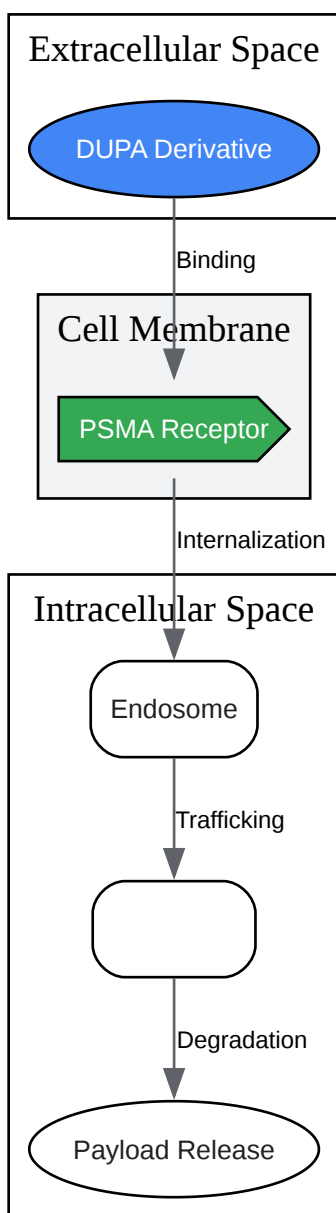 Extracellular Space
DUPA Derivative
Binding
Cell Membrane
PSMA Receptor
Internalization
Intracellular Space
Endosome
Trafficking
Degradation
Payload Release